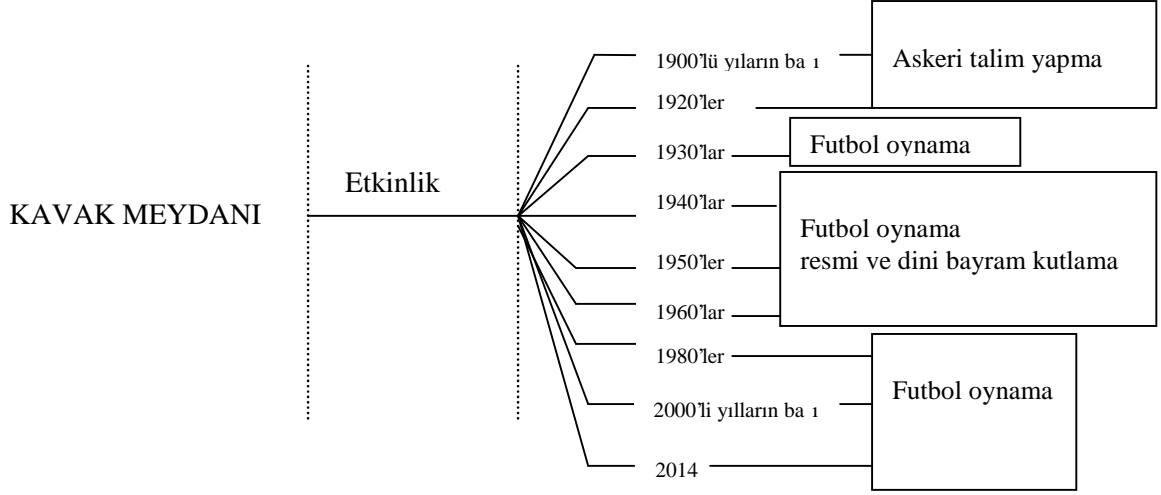 KAVAK MEYDANI
Etkinlik
1900'lü yıların ba ı
Askeri talim yapma
1920'ler
1930'lar
Futbol oynama
1940'lar
1950'ler
1960'lar
Futbol oynama
resmi ve dini bayram kutlama
1980'ler
2000'li yılların ba ı
2014
Futbol oynama